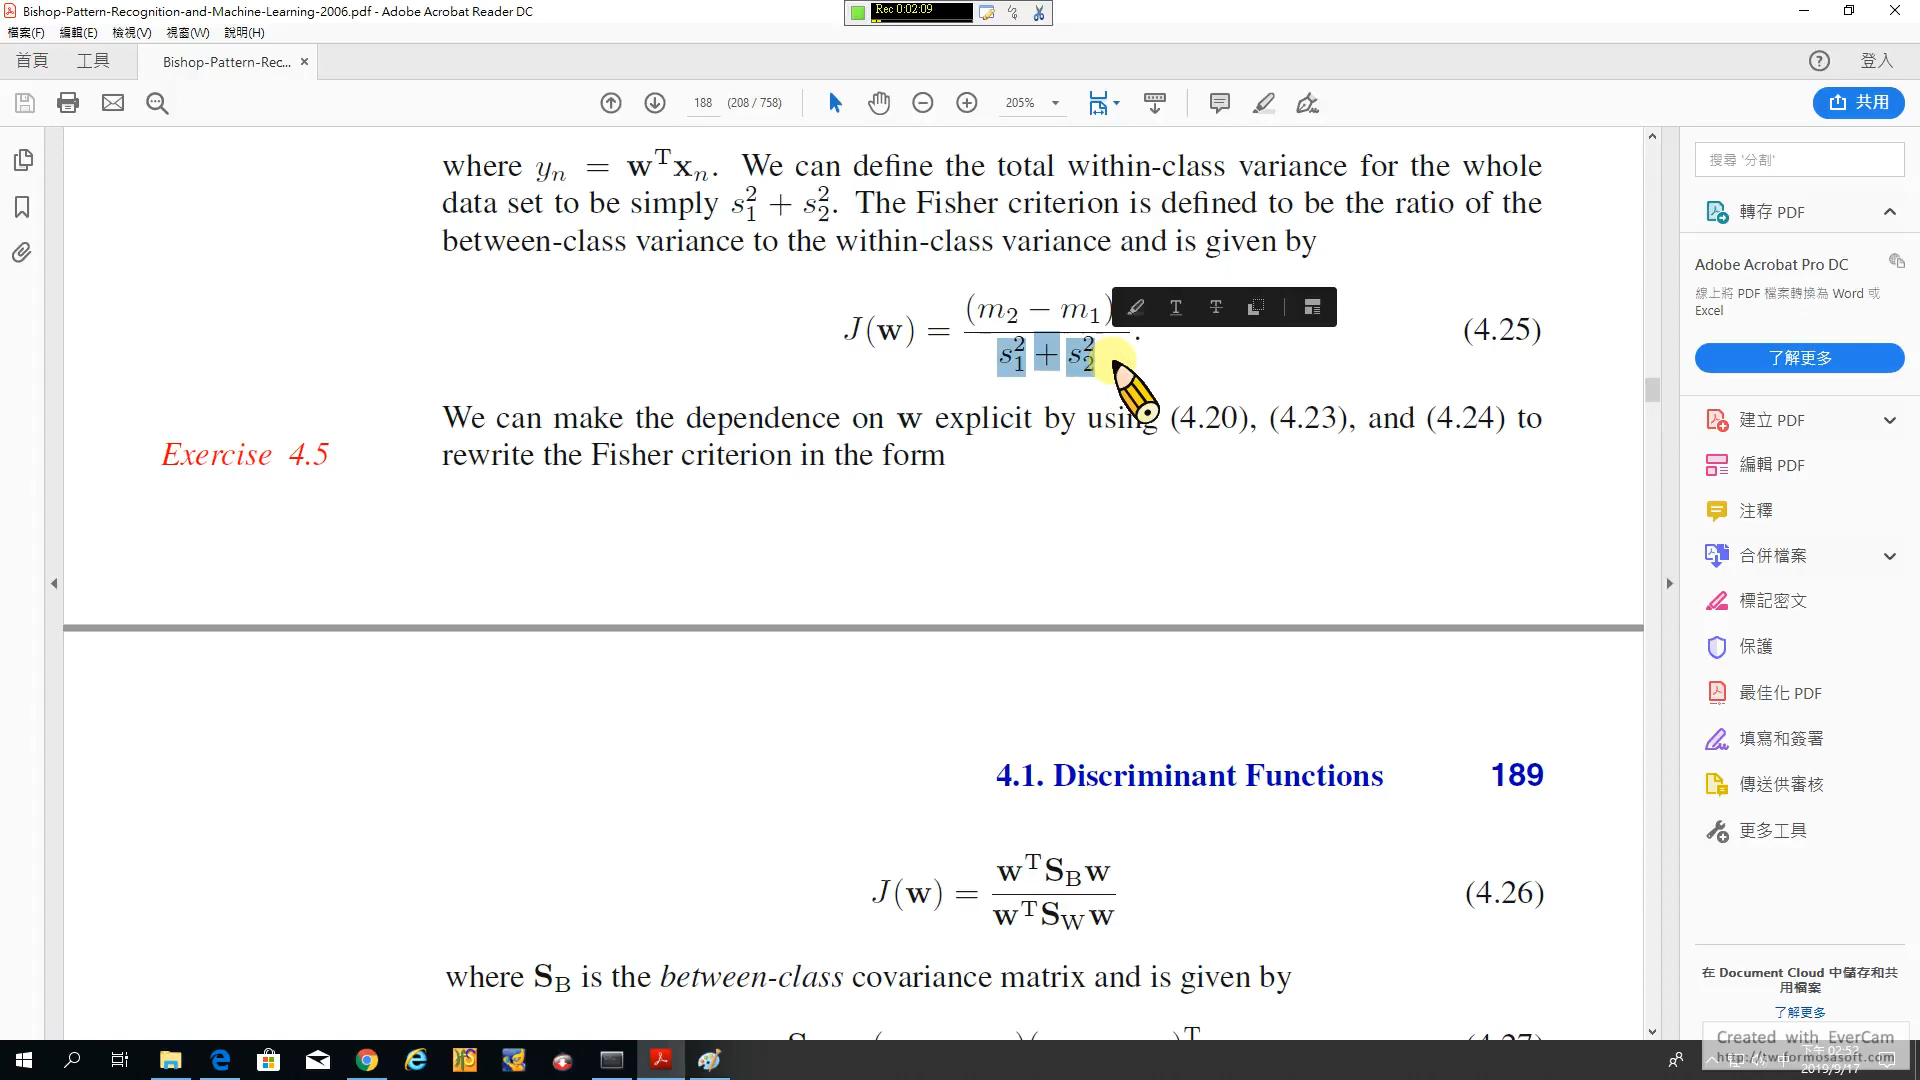 Bishop-Pattern-Recognition-and-Machine-Learning-2006.pdf - Adobe Acrobat Reader DC
Rec 0:02:09
檔案(F) 編輯(E) 檢視(V) 視窗(W) 說明(H)
首頁 工具 Bishop-Pattern-Rec... × 登入
188 (208 / 758) 205% 共用
where yₙ = wᵀxₙ. We can define the total within-class variance for the whole
data set to be simply s₁² + s₂². The Fisher criterion is defined to be the ratio of the
between-class variance to the within-class variance and is given by
J(w) = (m₂ − m₁) / s₁² + s₂² . (4.25)
We can make the dependence on w explicit by using (4.20), (4.23), and (4.24) to
Exercise 4.5 rewrite the Fisher criterion in the form
4.1. Discriminant Functions 189
J(w) = wᵀS_B w / wᵀS_W w (4.26)
where S_B is the between-class covariance matrix and is given by
搜尋 '分割'
轉存 PDF
Adobe Acrobat Pro DC
線上將 PDF 檔案轉換為 Word 或
Excel
了解更多
建立 PDF
編輯 PDF
注釋
合併檔案
標記密文
保護
最佳化 PDF
填寫和簽署
傳送供審核
更多工具
在 Document Cloud 中儲存和共
用檔案
了解更多
Created with EverCam
http://twformosasoft.com
2019/9/17